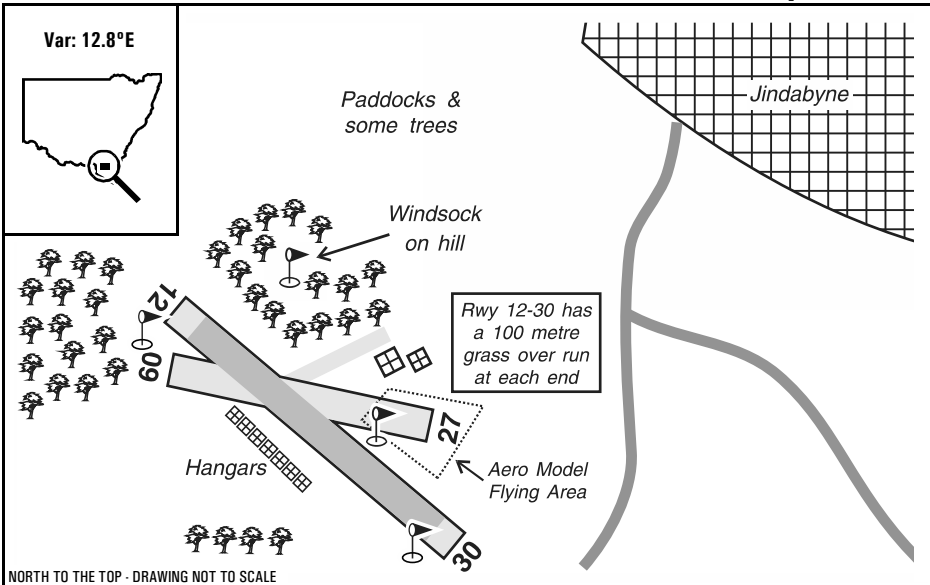 Var: 12.8°E
Paddocks &
some trees
Jindabyne
Windsock
on hill
12
09
Rwy 12-30 has
a 100 metre
grass over run
at each end
27
Hangars
Aero Model
Flying Area
30
NORTH TO THE TOP - DRAWING NOT TO SCALE